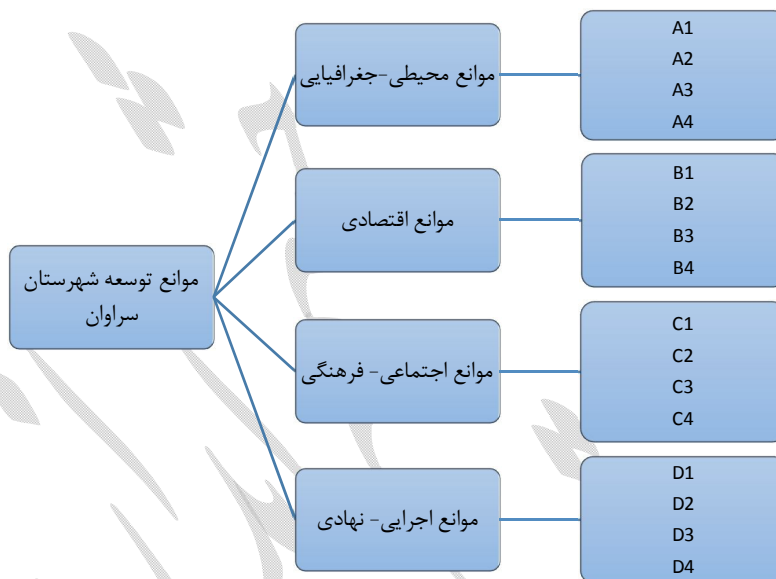 موانع توسعه شهرستان
سراوان
موانع محیطی-جغرافیایی
A1
A2
A3
A4
موانع اقتصادی
B1
B2
B3
B4
موانع اجتماعی- فرهنگی
C1
C2
C3
C4
موانع اجرایی- نهادی
D1
D2
D3
D4